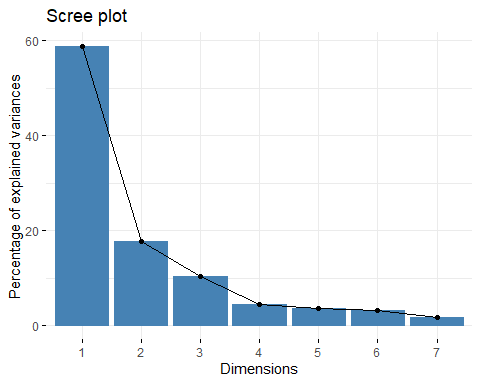 Scree plot
Percentage of explained variances
60
40
20
0
1 2 3 4 5 6 7
Dimensions